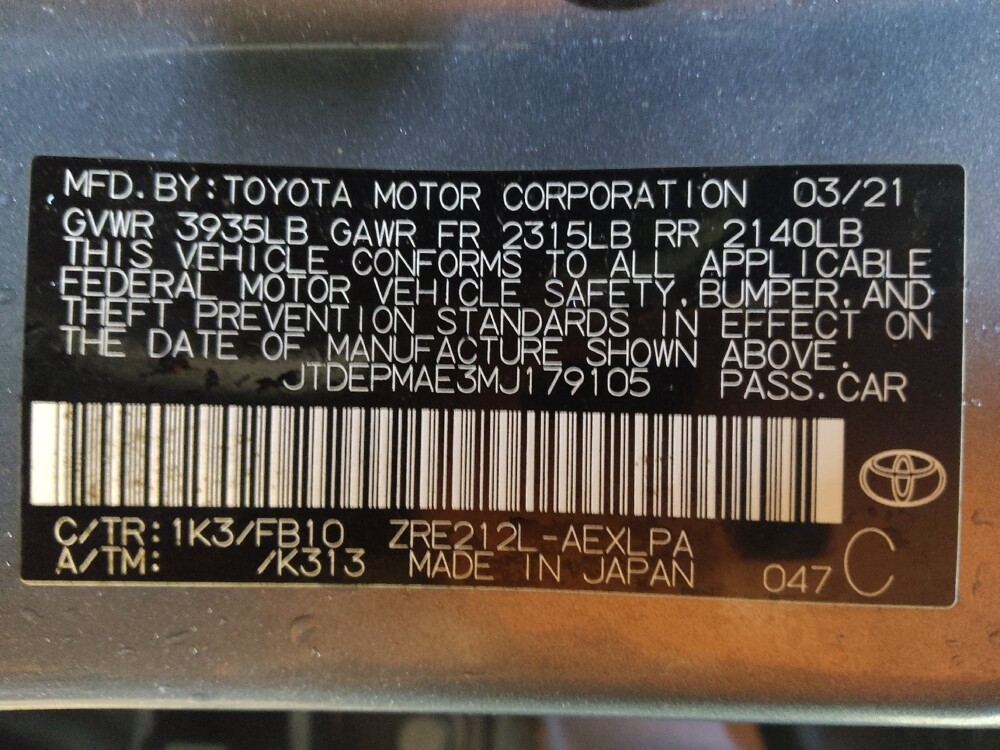 MFD. BY: TOYOTA MOTOR CORPORATION 03/21
GVWR 3935LB GAWR FR 2315LB RR 2140LB
THIS VEHICLE CONFORMS TO ALL APPLICABLE
FEDERAL MOTOR VEHICLE SAFETY, BUMPER, AND
THEFT PREVENTION STANDARDS IN EFFECT ON
THE DATE OF MANUFACTURE SHOWN ABOVE.
JTDEPMAE3MJ179105 PASS. CAR
C/TR: 1K3/FB10 ZRE212L-AEXLPA
A/TM: /K313 MADE IN JAPAN 047 C